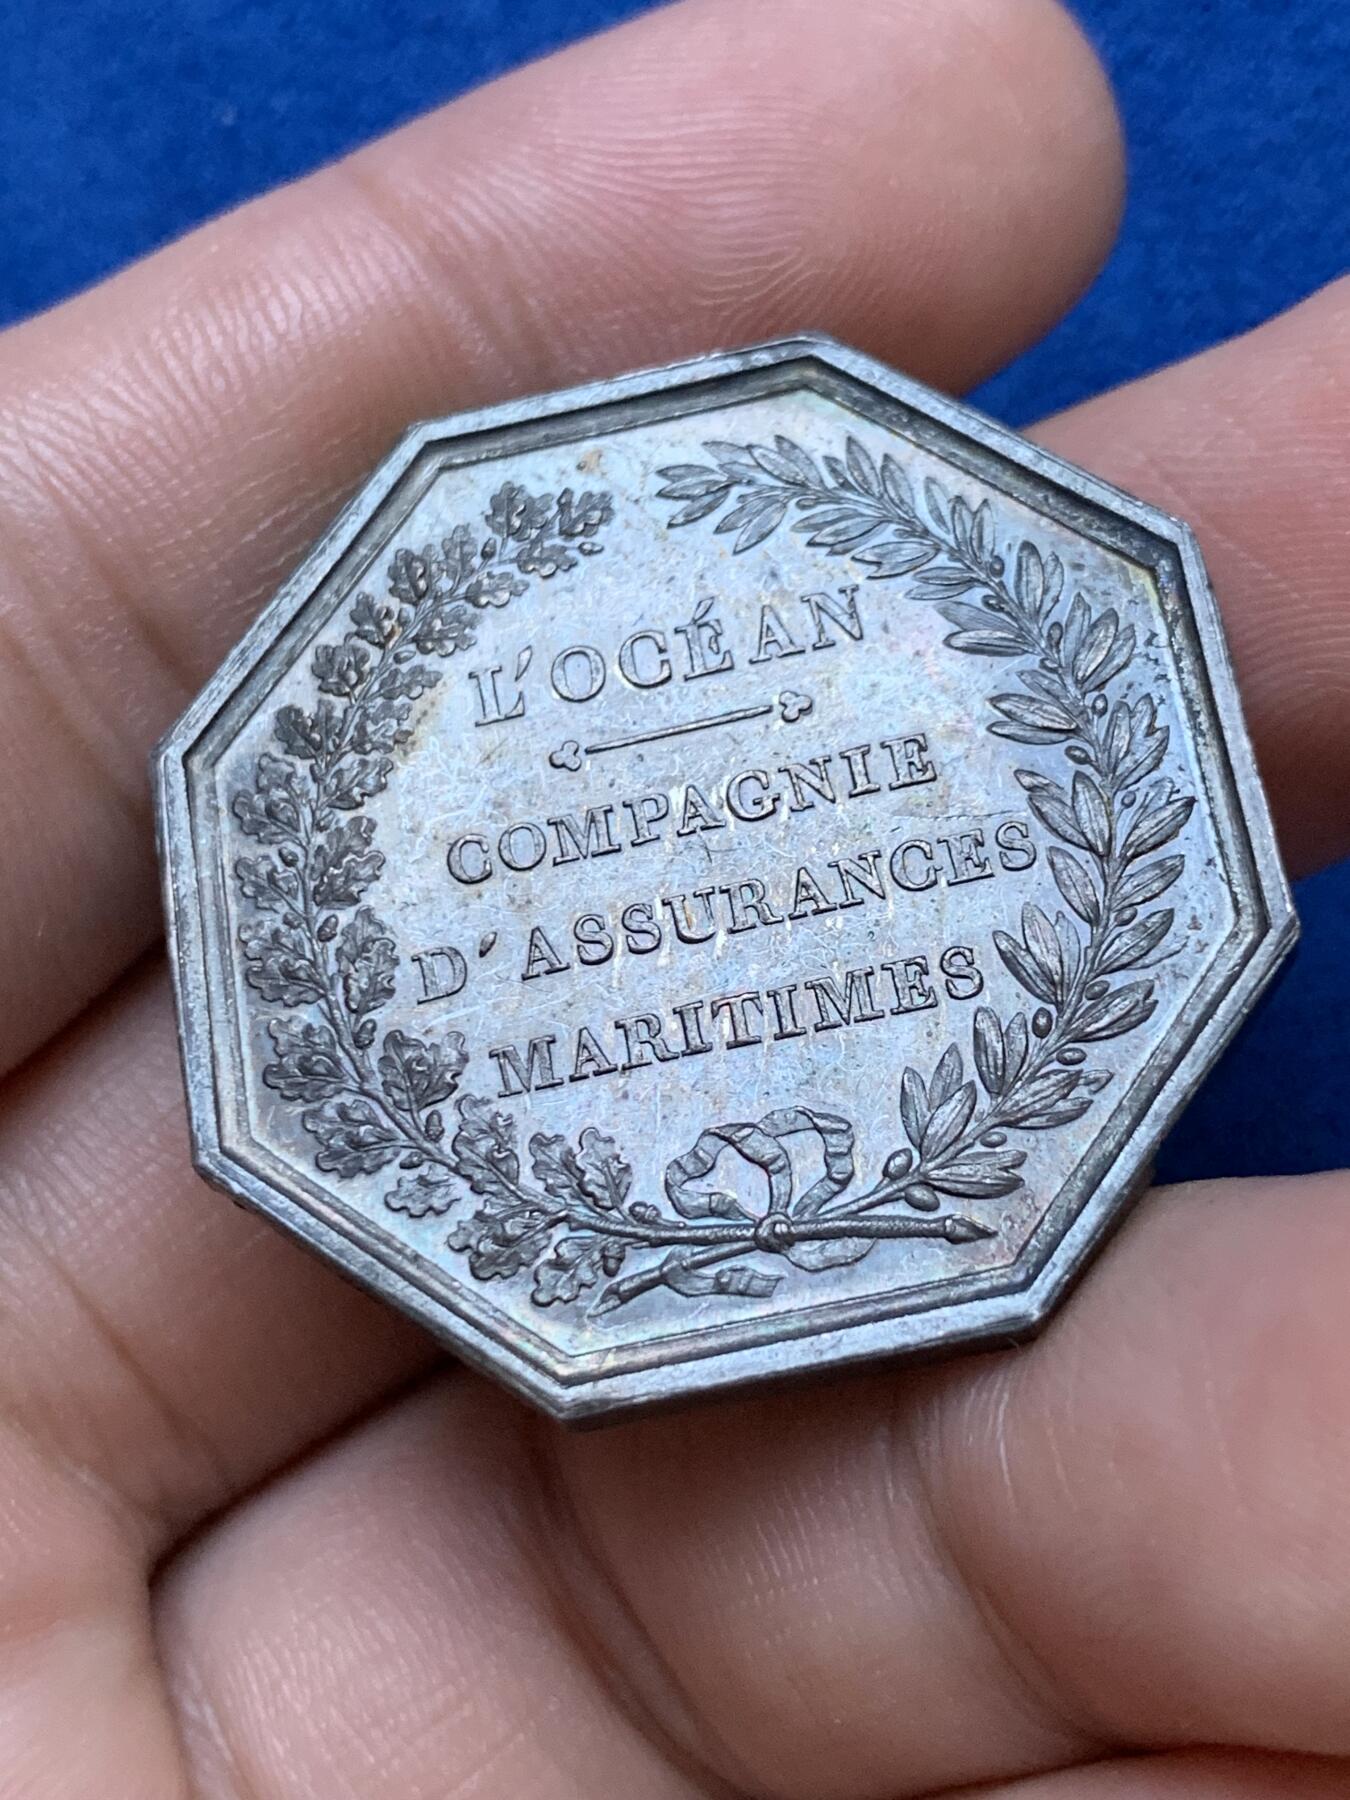 L'OCÉAN
COMPAGNIE
D'ASSURANCES
MARITIMES